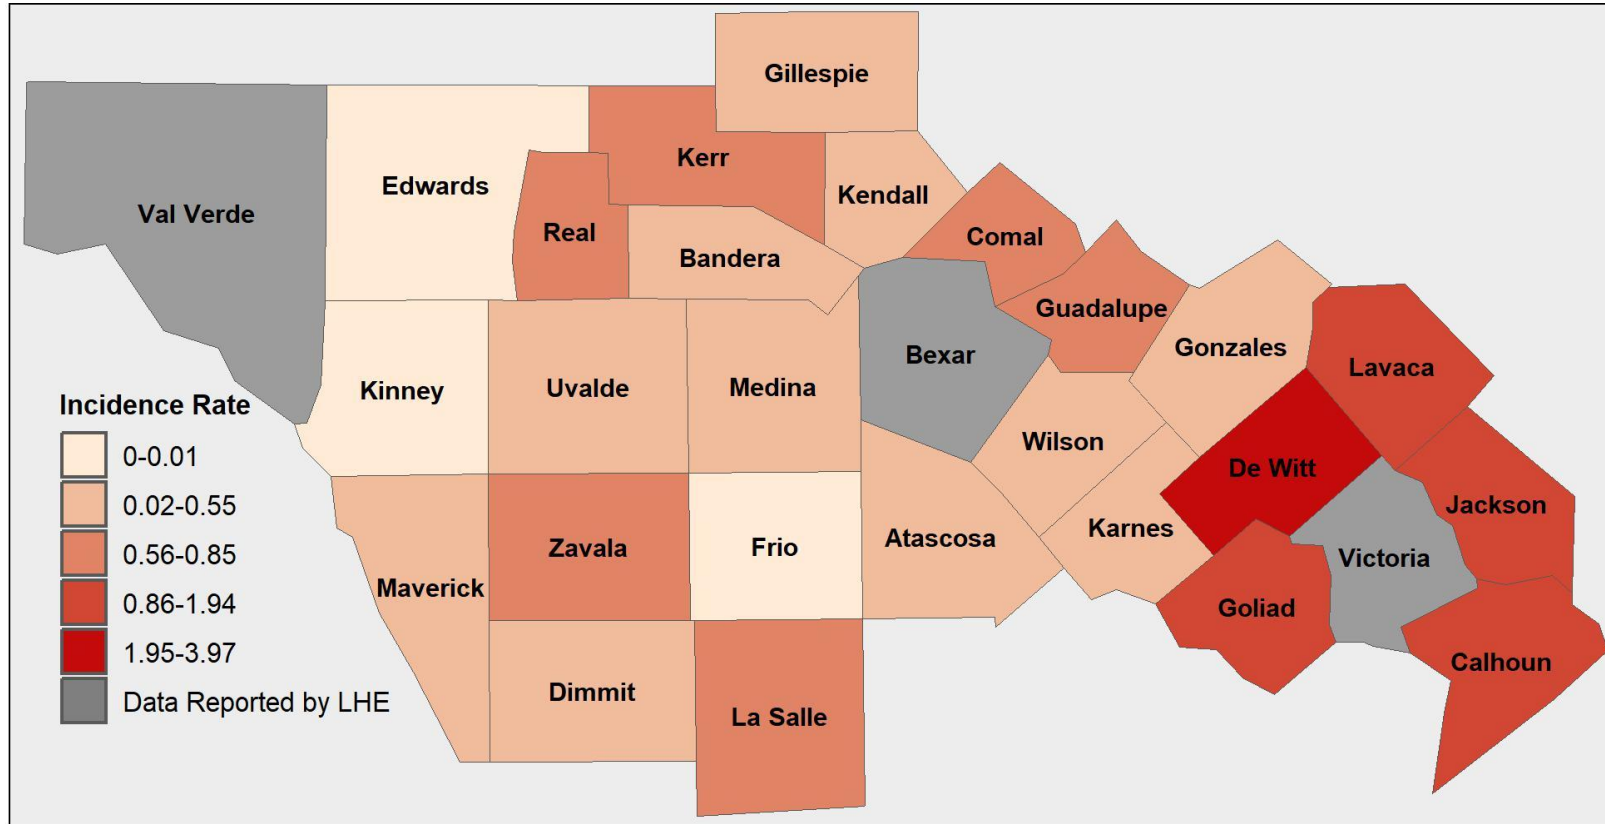 Gillespie
Kerr
Edwards
Kendall
Val Verde
Real
Comal
Bandera
Guadalupe
Gonzales
Bexar
Lavaca
Kinney
Uvalde
Medina
Wilson
De Witt
Jackson
Karnes
Atascosa
Zavala
Frio
Victoria
Maverick
Goliad
Calhoun
Dimmit
La Salle
Incidence Rate
0-0.01
0.02-0.55
0.56-0.85
0.86-1.94
1.95-3.97
Data Reported by LHE